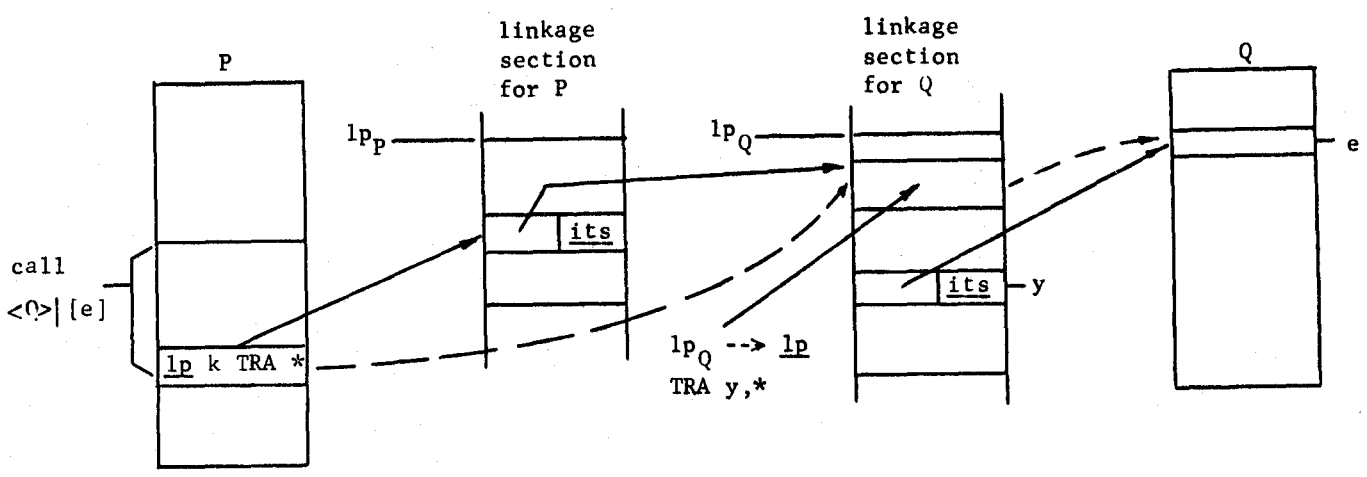 P
linkage
section
for P
linkage
section
for Q
Q
lpP
lpQ
e
its
call
<Q>| [e]
its
y
lp k TRA *
lpQ --> lp
TRA y,*